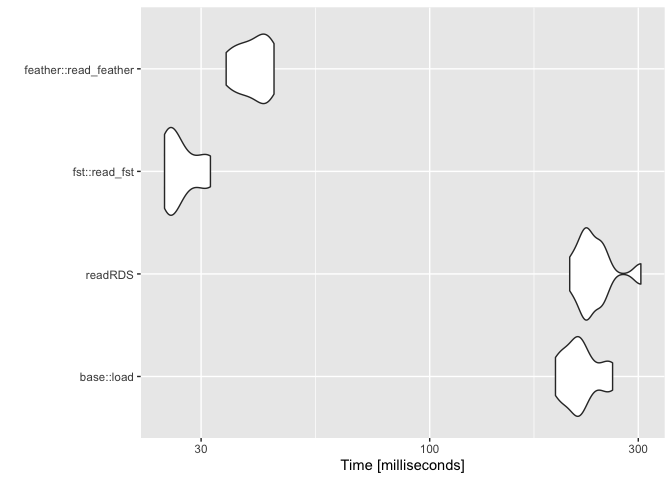 feather::read_feather
fst::read_fst
readRDS
base::load
30 100 300
Time [milliseconds]